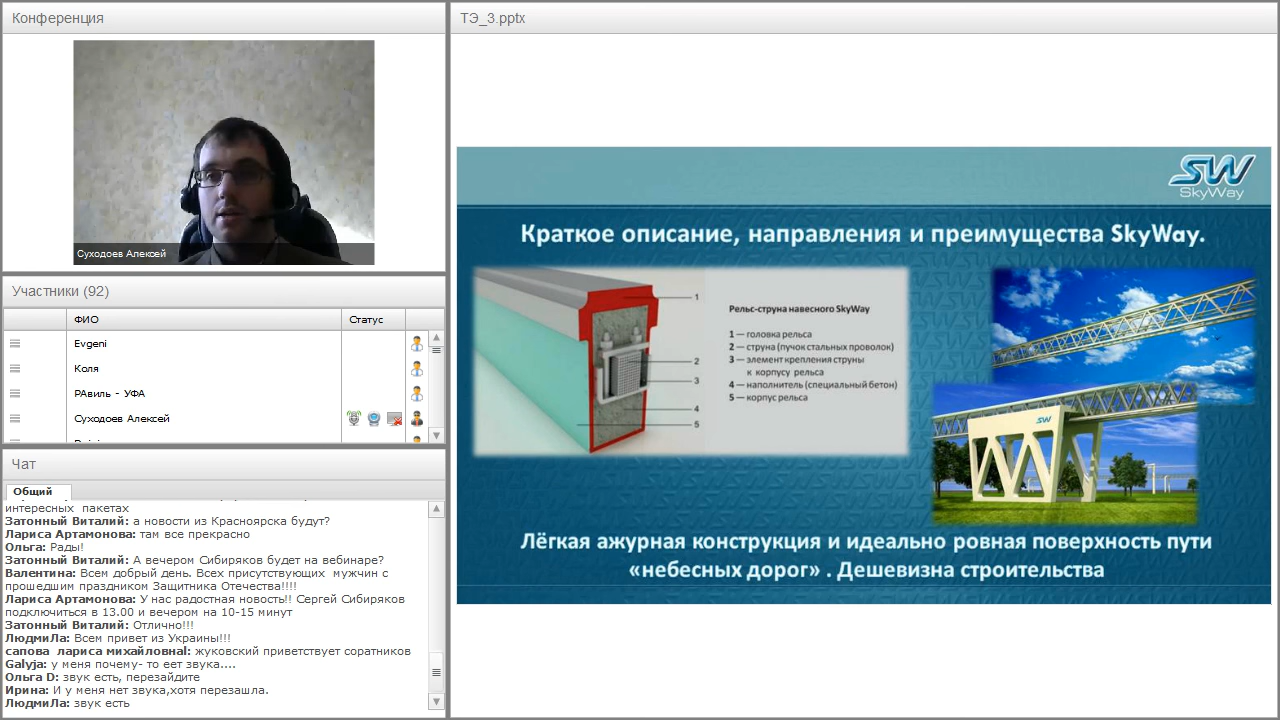 Конференция
Суходоев Алексей
Участники (92)
ФИО
Статус
Evgeni
Коля
РАвиль - УФА
Суходоев Алексей
Чат
Общий
интересных пакетах
Затонный Виталий: а новости из Красноярска будут?
Лариса Артамонова: там все прекрасно
Ольга: Рады!
Затонный Виталий: А вечером Сибиряков будет на вебинаре?
Валентина: Всем добрый день. Всех присутствующих мужчин с
прошедшим праздником Защитника Отечества!!!!
Лариса Артамонова: У нас радостная новость!! Сергей Сибиряков
подключиться в 13.00 и вечером на 10-15 минут
Затонный Виталий: Отлично!!!
ЛюдмиЛа: Всем привет из Украины!!!
сапова лариса михайловнаl: жуковский приветствует соратников
Galyja: у меня почему- то еет звука....
Ольга D: звук есть, перезайдите
Ирина: И у меня нет звука,хотя перезашла.
ЛюдмиЛа: звук есть
ТЭ_3.pptx
SW
SkyWay
Краткое описание, направления и преимущества SkyWay.
1
2
3
4
5
Рельс-струна навесного SkyWay
1 — головка рельса
2 — струна (пучок стальных проволок)
3 — элемент крепления струны
к корпусу рельса
4 — наполнитель (специальный бетон)
5 — корпус рельса
SW
Лёгкая ажурная конструкция и идеально ровная поверхность пути
«небесных дорог» . Дешевизна строительства